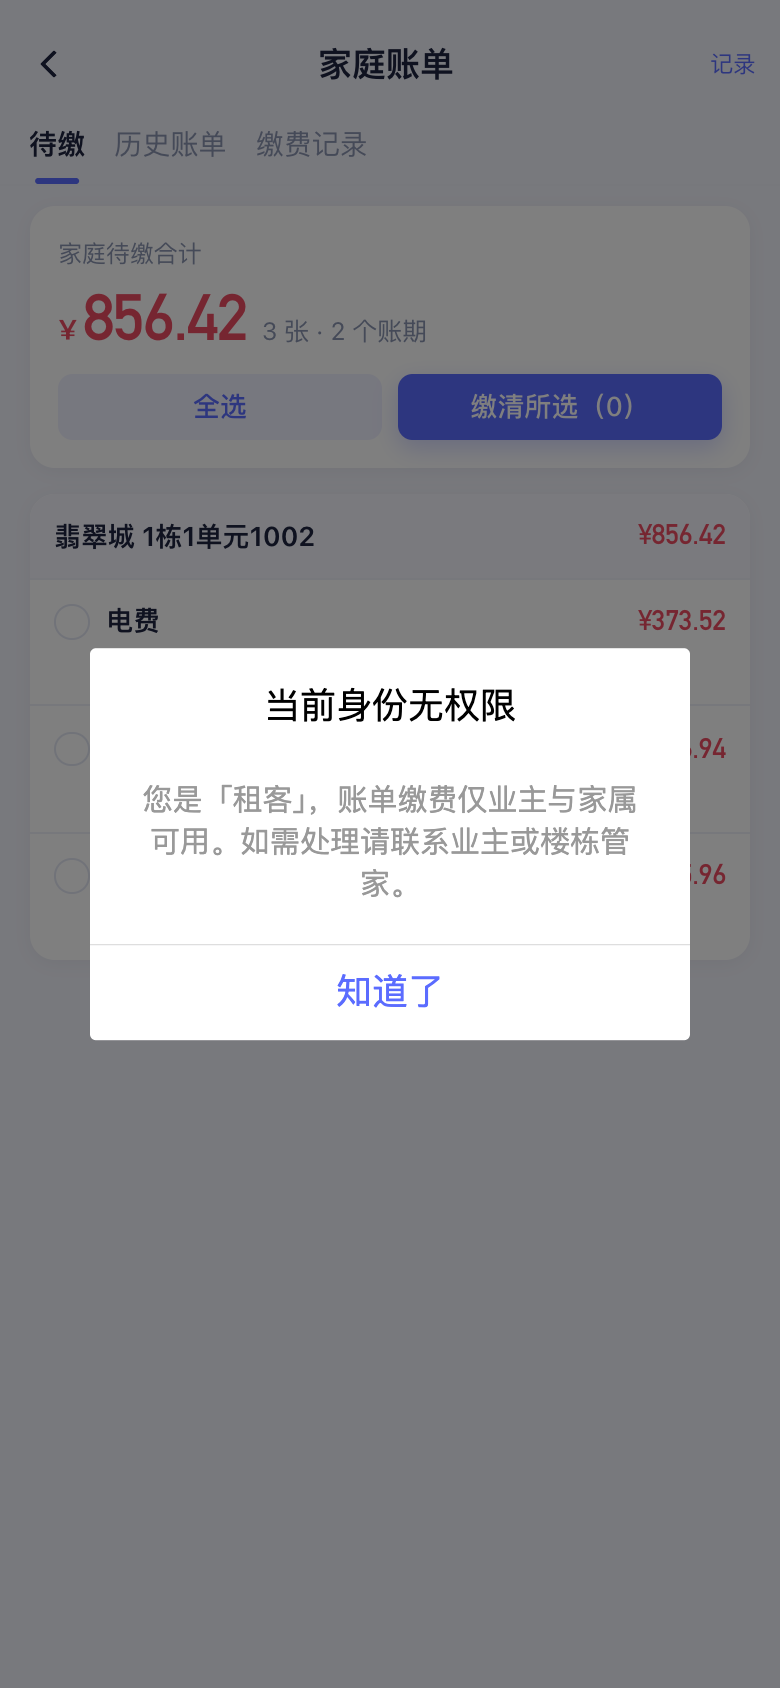 家庭账单
记录
待缴 历史账单 缴费记录
家庭待缴合计
¥856.42 3 张 · 2 个账期
全选
缴清所选（0）
翡翠城 1栋1单元1002 ¥856.42
电费 ¥373.52
当前身份无权限
.94
您是「租客」，账单缴费仅业主与家属
可用。如需处理请联系业主或楼栋管
家。
.96
知道了